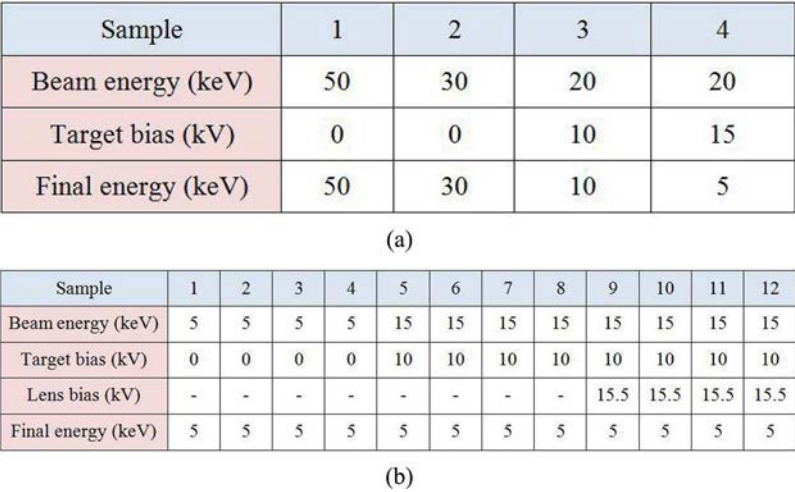 Sample 1 2 3 4
Beam energy (keV) 50 30 20 20
Target bias (kV) 0 0 10 15
Final energy (keV) 50 30 10 5
(a)
Sample 1 2 3 4 5 6 7 8 9 10 11 12
Beam energy (keV) 5 5 5 5 15 15 15 15 15 15 15 15
Target bias (kV) 0 0 0 0 10 10 10 10 10 10 10 10
Lens bias (kV) - - - - - - - - 15.5 15.5 15.5 15.5
Final energy (keV) 5 5 5 5 5 5 5 5 5 5 5 5
(b)